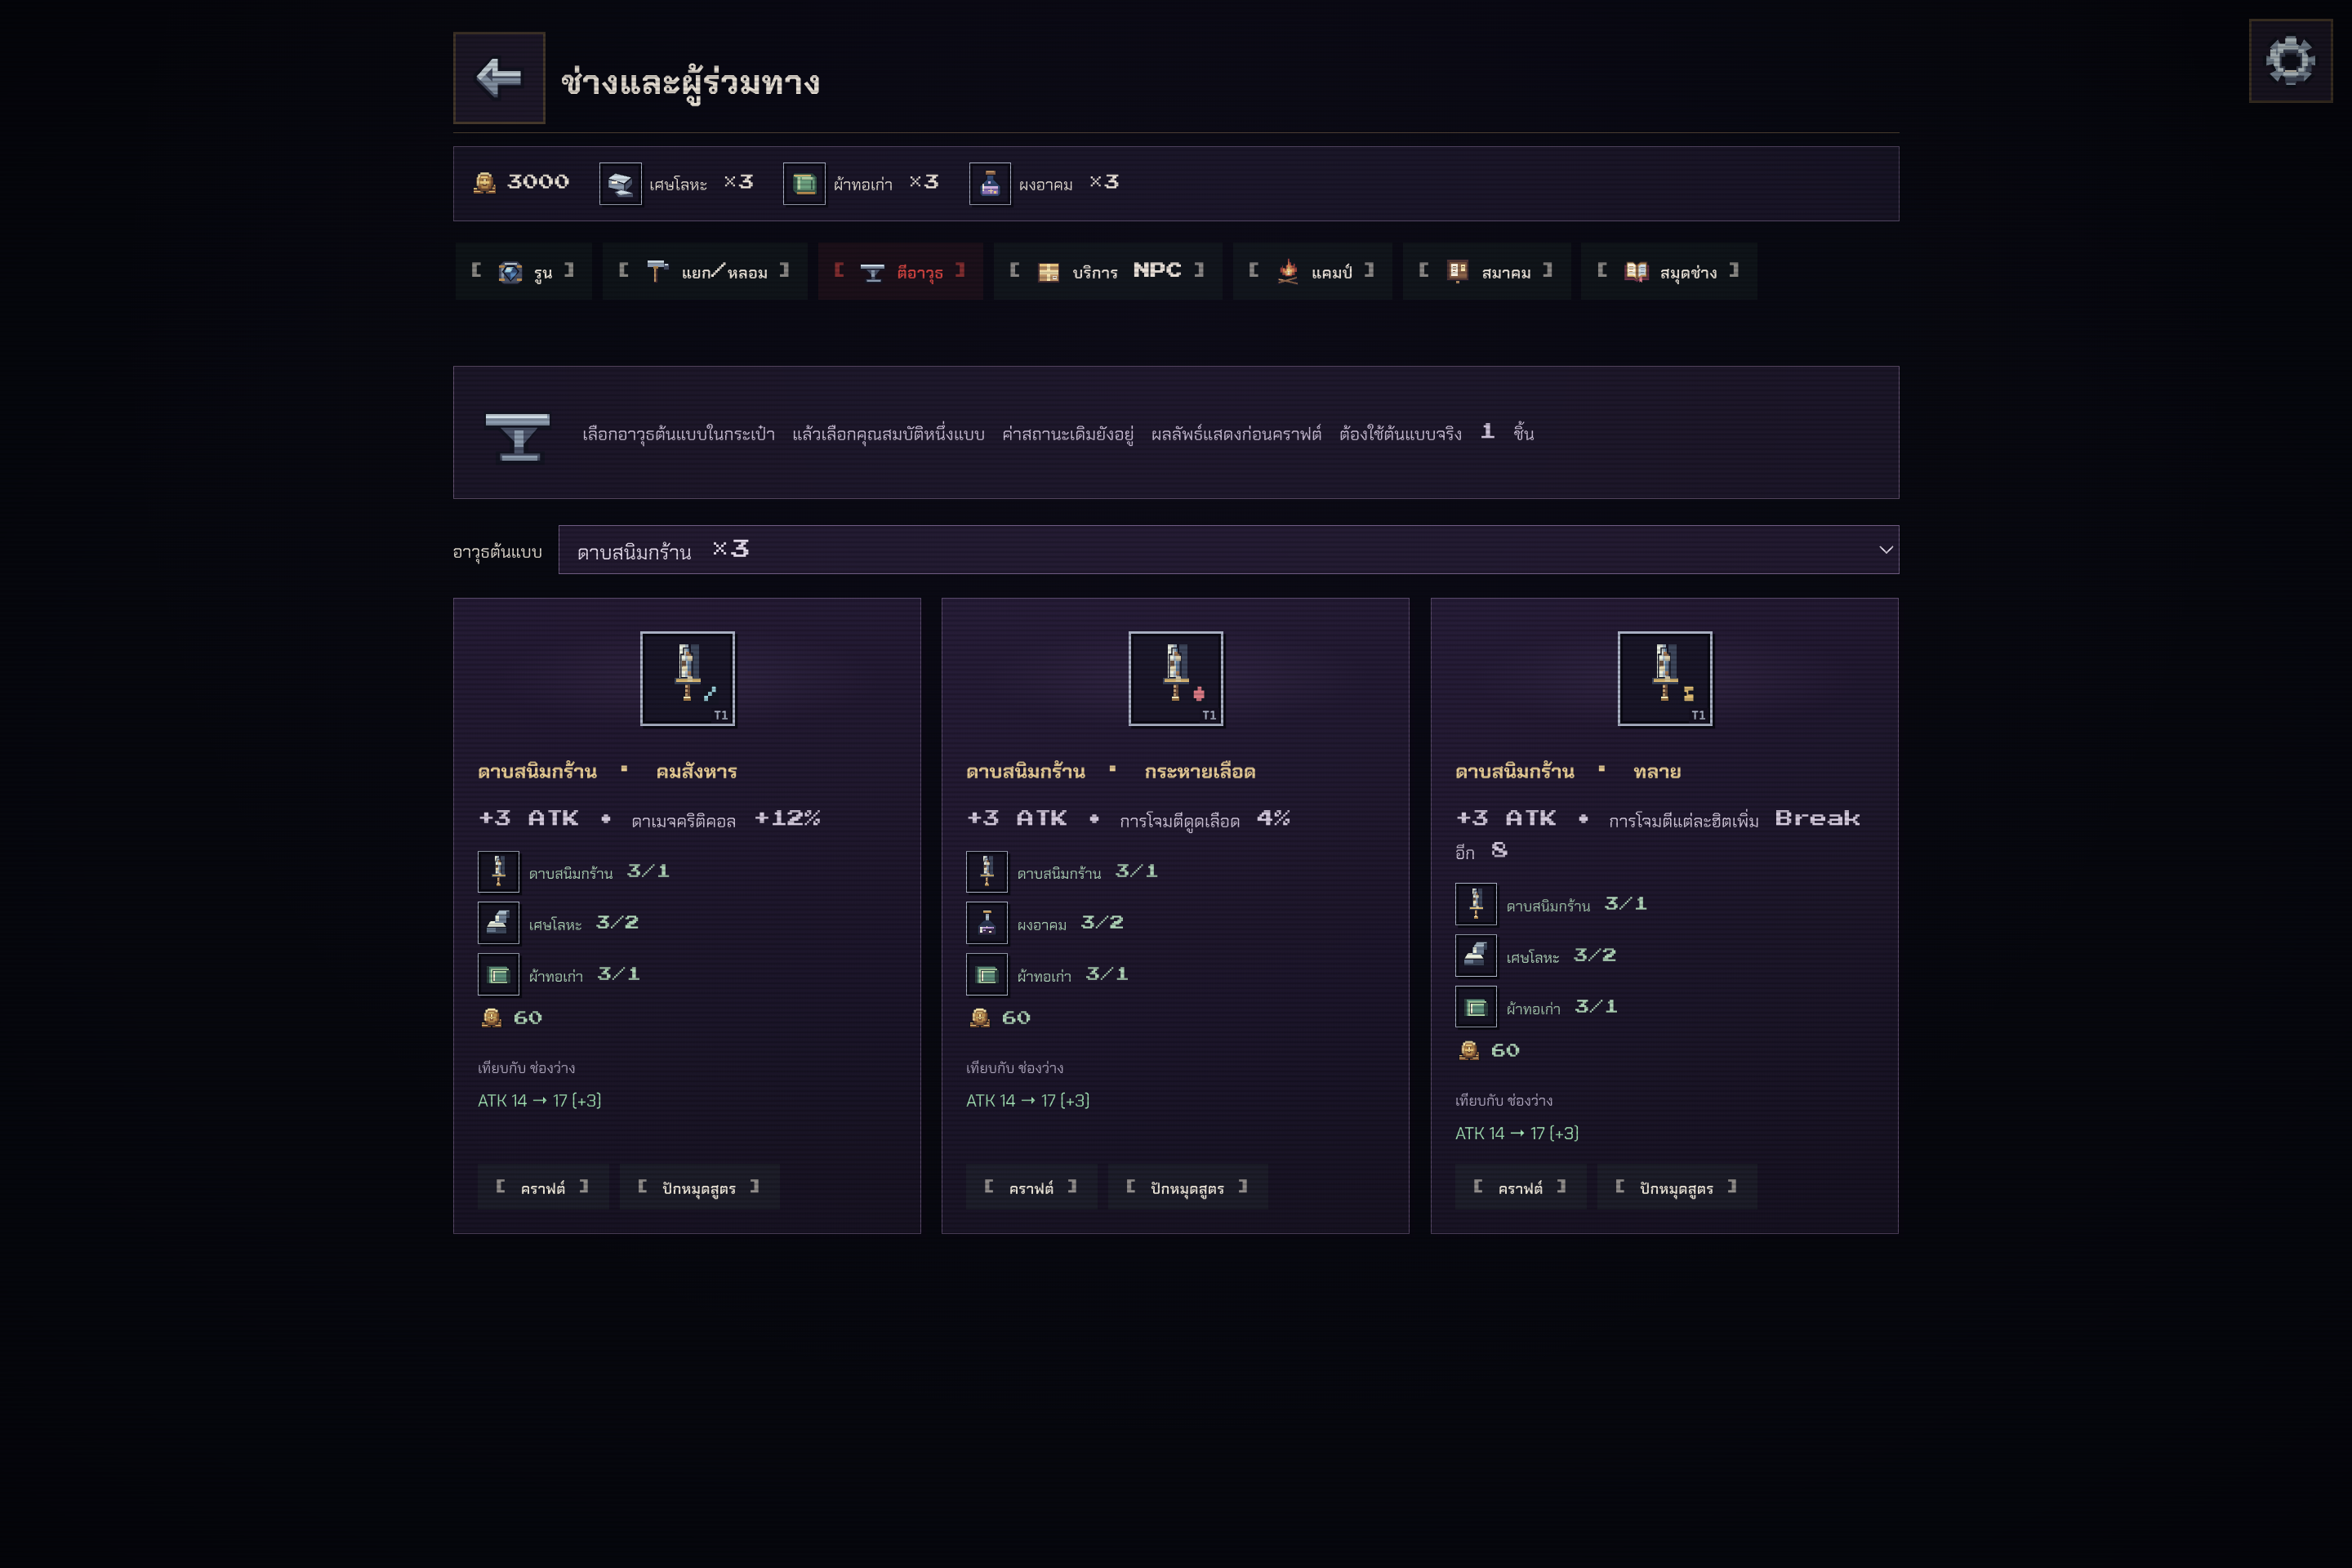 ช่างและผู้ร่วมทาง
3000 เศษโลหะ ×3 ผ้าทอเก่า ×3 ผงอาคม ×3
[ รูน ] [ แยก/หลอม ] [ ตีอาวุธ ] [ บริการ NPC ] [ แคมป์ ] [ สมาคม ] [ สมุดช่าง ]
เลือกอาวุธต้นแบบในกระเป๋า แล้วเลือกคุณสมบัติหนึ่งแบบ ค่าสถานะเดิมยังอยู่ ผลลัพธ์แสดงก่อนคราฟต์ ต้องใช้ต้นแบบจริง 1 ชิ้น
อาวุธต้นแบบ ดาบสนิมกร้าน ×3
T1
ดาบสนิมกร้าน · คมสังหาร
+3 ATK • ดาเมจคริติคอล +12%
ดาบสนิมกร้าน 3/1
เศษโลหะ 3/2
ผ้าทอเก่า 3/1
60
เทียบกับ ช่องว่าง
ATK 14 → 17 (+3)
[ คราฟต์ ] [ ปักหมุดสูตร ]
T1
ดาบสนิมกร้าน · กระหายเลือด
+3 ATK • การโจมตีดูดเลือด 4%
ดาบสนิมกร้าน 3/1
ผงอาคม 3/2
ผ้าทอเก่า 3/1
60
เทียบกับ ช่องว่าง
ATK 14 → 17 (+3)
[ คราฟต์ ] [ ปักหมุดสูตร ]
T1
ดาบสนิมกร้าน · ทลาย
+3 ATK • การโจมตีแต่ละฮิตเพิ่ม Break
อีก 8
ดาบสนิมกร้าน 3/1
เศษโลหะ 3/2
ผ้าทอเก่า 3/1
60
เทียบกับ ช่องว่าง
ATK 14 → 17 (+3)
[ คราฟต์ ] [ ปักหมุดสูตร ]